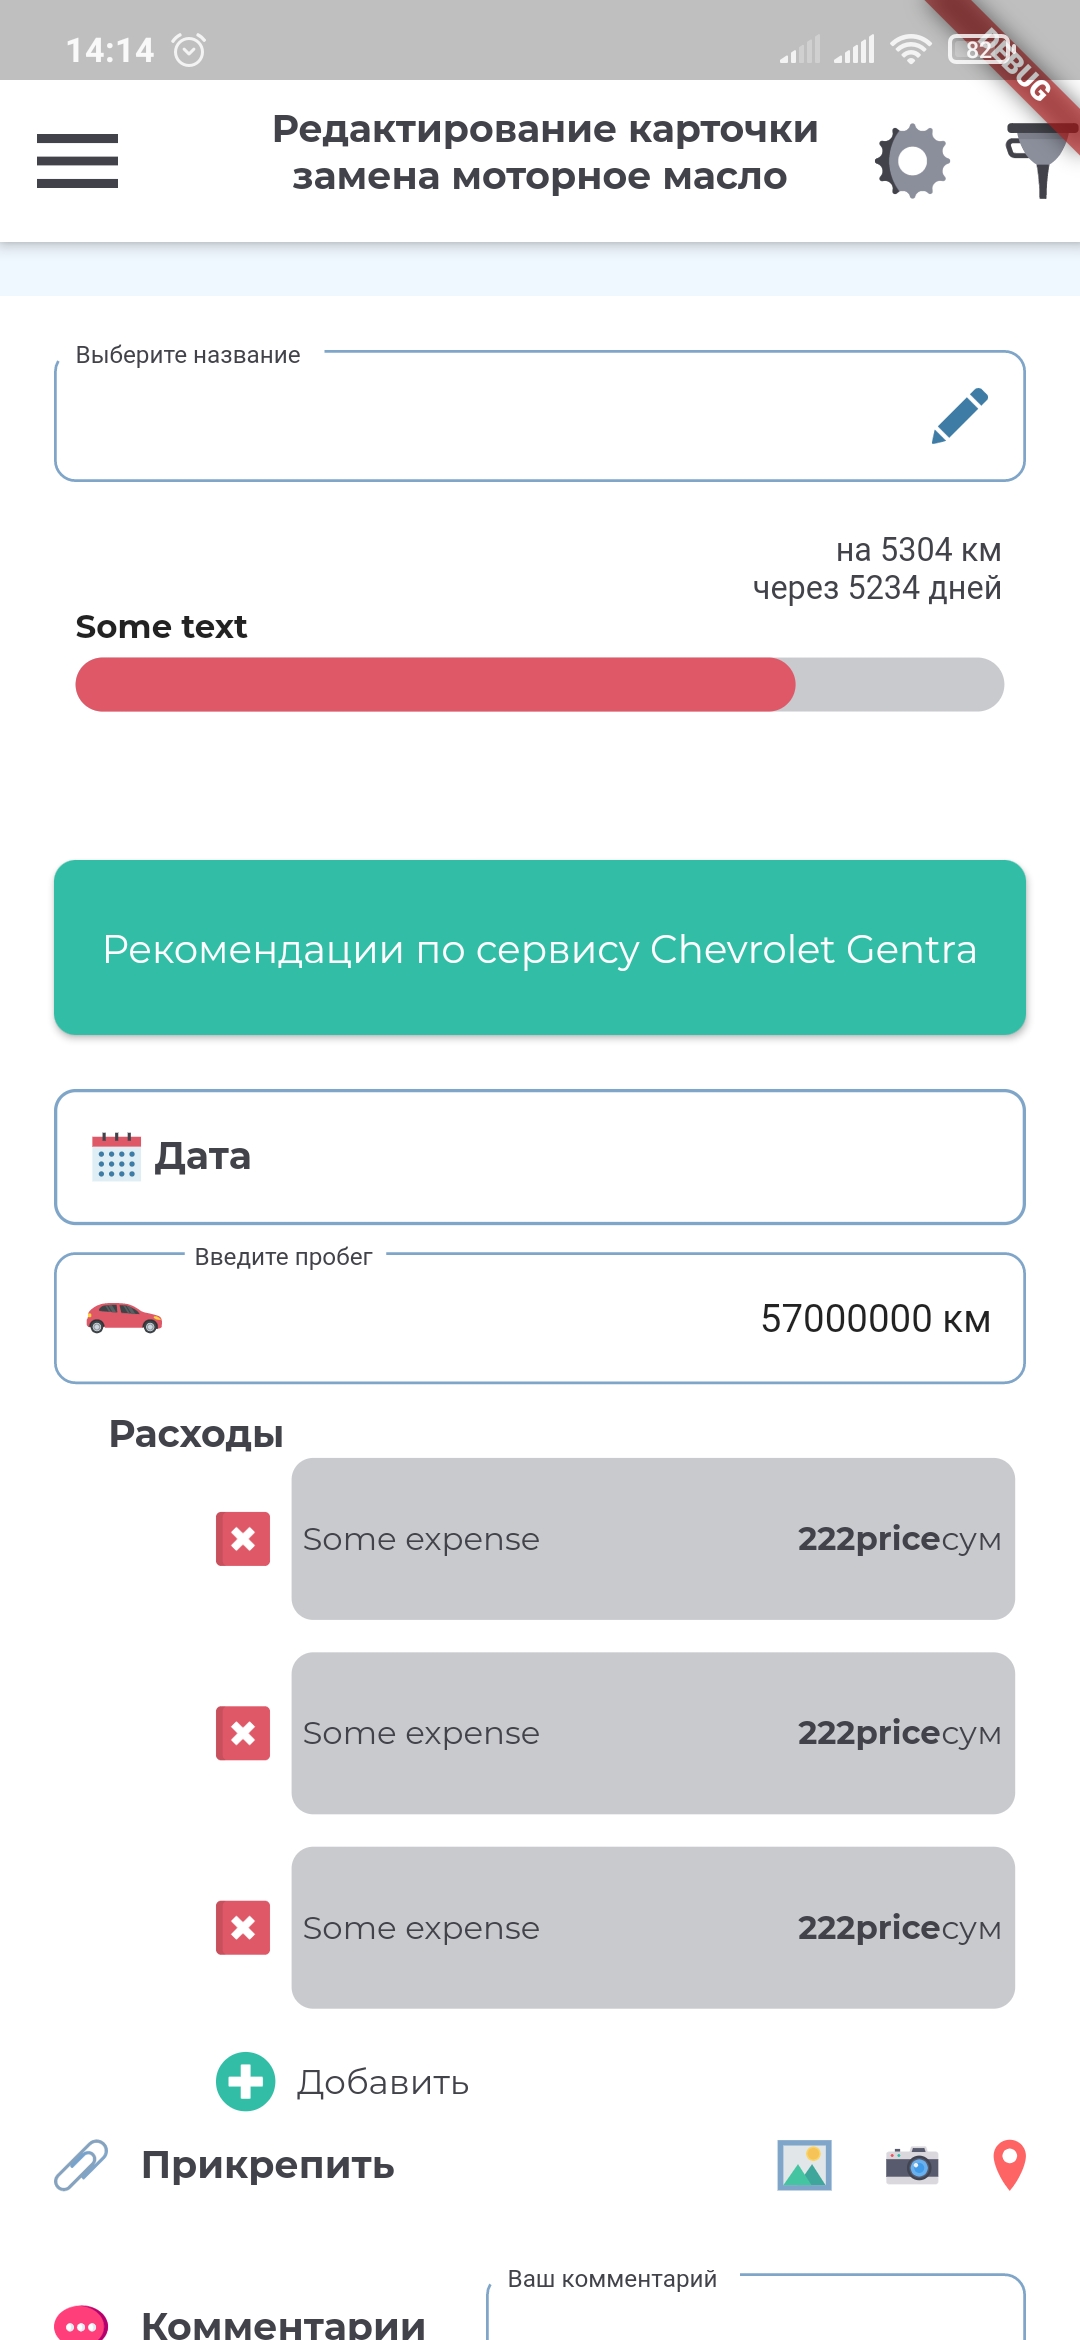 14:14
82
DEBUG
Редактирование карточки
замена моторное масло
Выберите название
на 5304 км
через 5234 дней
Some text
Рекомендации по сервису Chevrolet Gentra
Дата
Введите пробег
57000000 км
Расходы
Some expense 222priceсум
Some expense 222priceсум
Some expense 222priceсум
Добавить
Прикрепить
Ваш комментарий
Комментарии